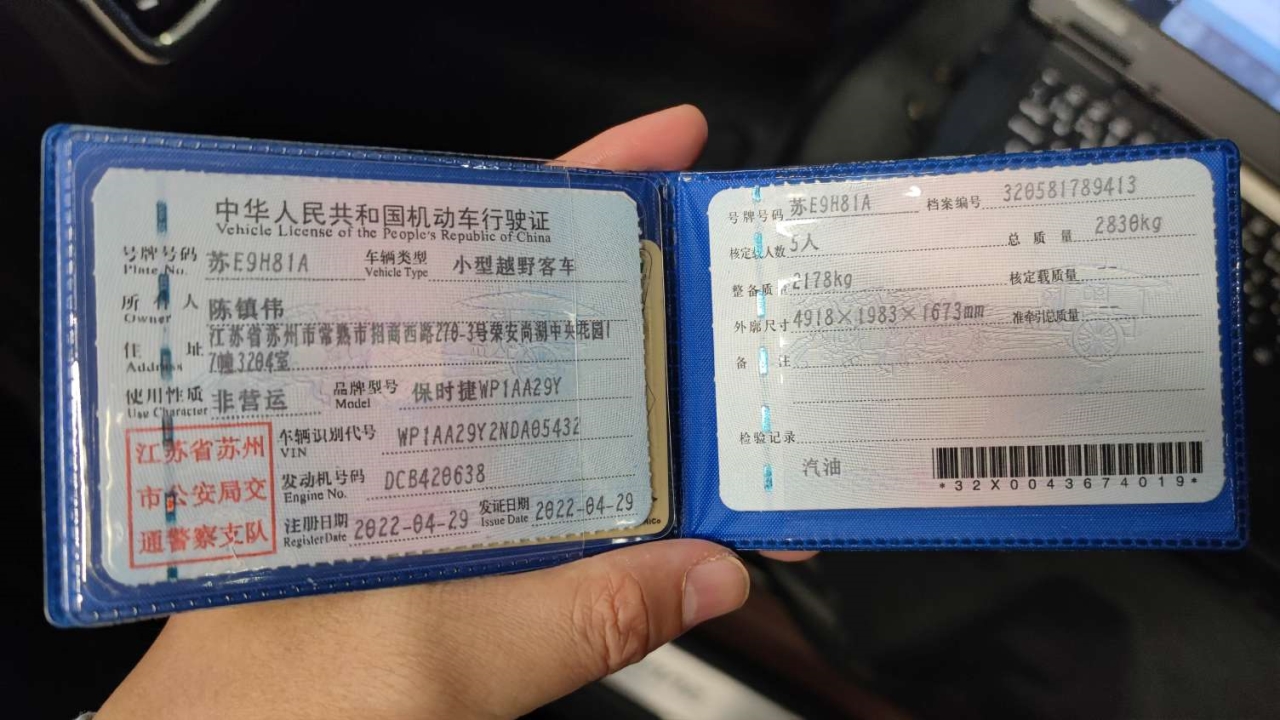 中华人民共和国机动车行驶证
Vehicle License of the People's Republic of China
号牌号码 苏E9H81A 车辆类型 小型越野客车
Plate No. Vehicle Type
所有人 陈镇伟
Owner
江苏省苏州市常熟市招商西路270-3号荣安尚湖中央花园1
住址 7幢3204室
Address
使用性质 非营运 品牌型号 保时捷WP1AA29Y
Use Character Model
江苏省苏州
市公安局交
通警察支队
车辆识别代号 WP1AA29Y2NDA05432
VIN
发动机号码 DCB420638
Engine No.
注册日期 2022-04-29 发证日期 2022-04-29
Register Date Issue Date
号牌号码 苏E9H81A 档案编号 320581789413
核定载人数 5人 总质量 2830kg
整备质量 2178kg 核定载质量 --
外廓尺寸 4918×1983×1673mm 准牵引总质量 --
备注
检验记录
汽油
*32X0043674019*